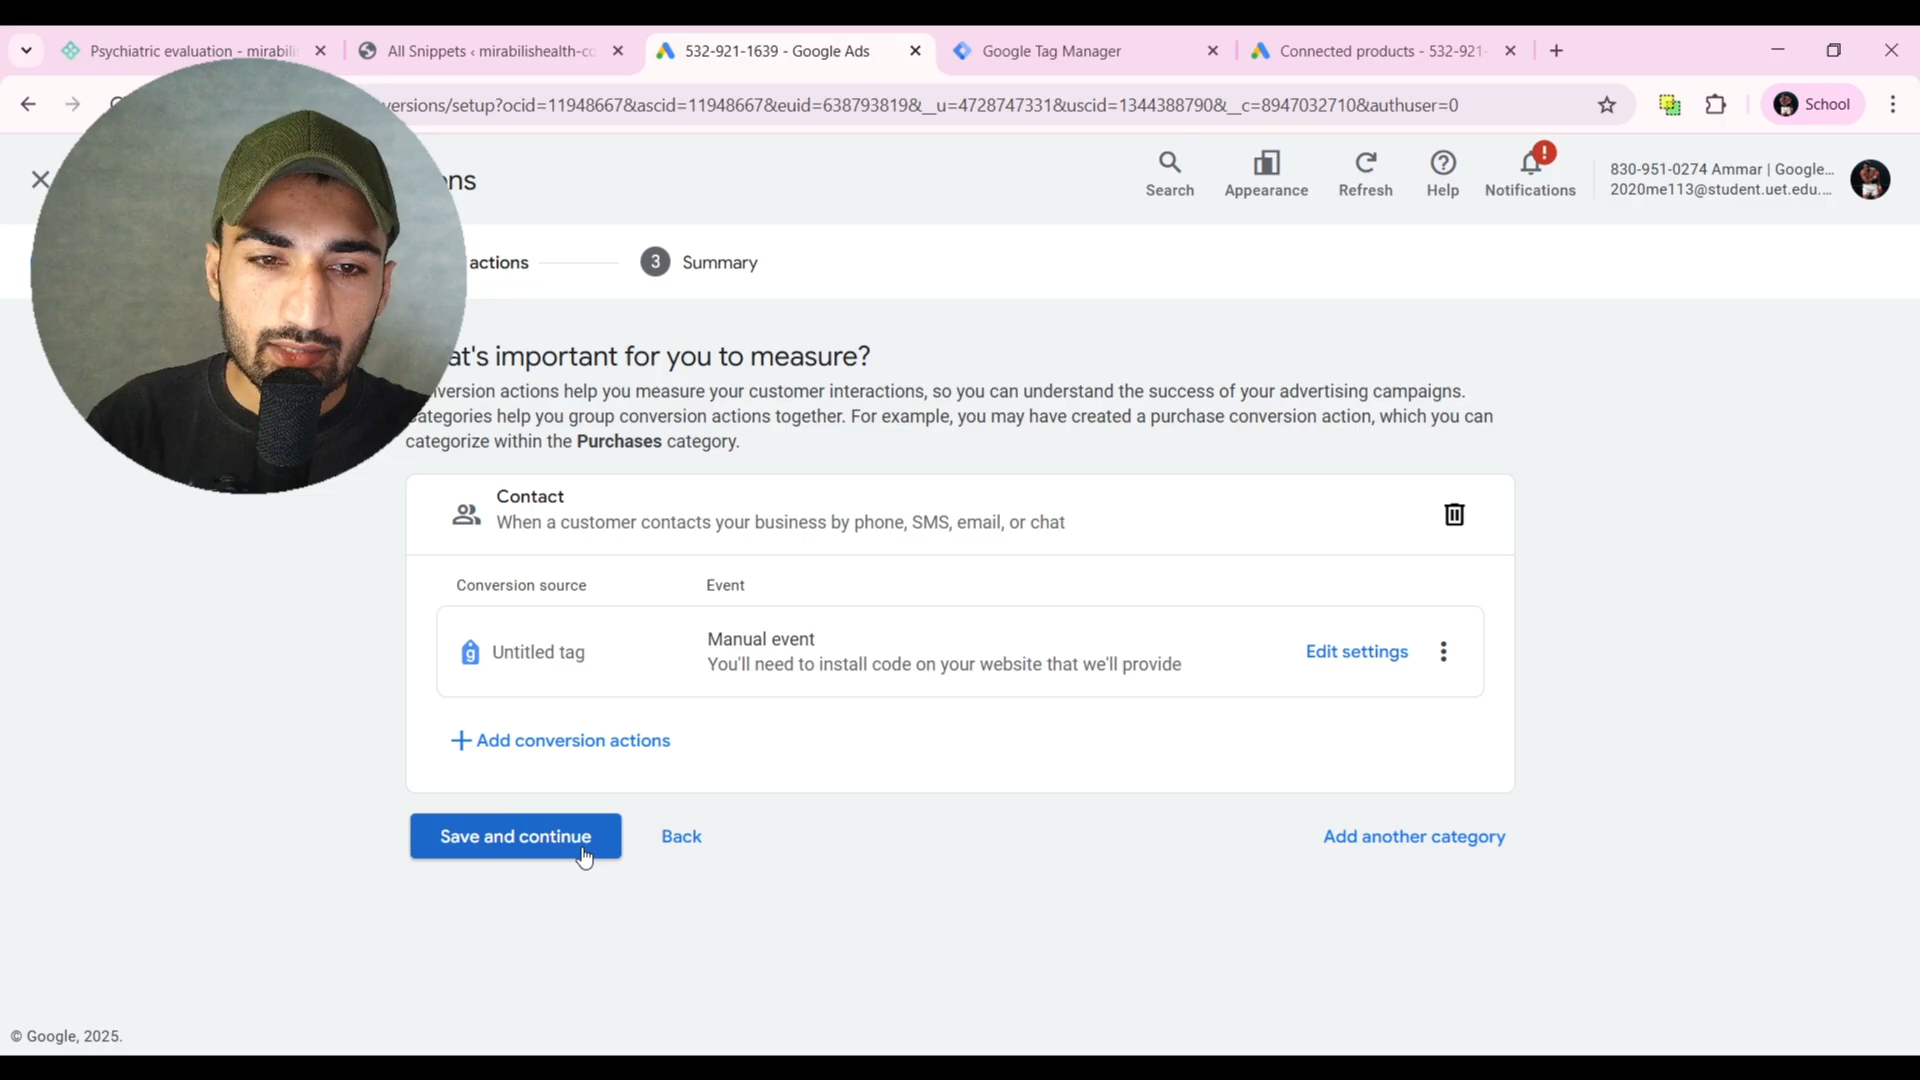 Psychiatric evaluation - mirabilis
All Snippets ‹ mirabilishealth-co
532-921-1639 - Google Ads
Google Tag Manager
Connected products - 532-921-
versions/setup?ocid=11948667&ascid=11948667&euid=638793819&__u=4728747331&uscid=1344388790&__c=8947032710&authuser=0
School
ns
Search
Appearance
Refresh
Help
Notifications
830-951-0274 Ammar | Google...
2020me113@student.uet.edu....
actions
3 Summary
at's important for you to measure?
version actions help you measure your customer interactions, so you can understand the success of your advertising campaigns.
ategories help you group conversion actions together. For example, you may have created a purchase conversion action, which you can
categorize within the Purchases category.
Contact
When a customer contacts your business by phone, SMS, email, or chat
Conversion source
Event
Untitled tag
Manual event
You'll need to install code on your website that we'll provide
Edit settings
Add conversion actions
Save and continue
Back
Add another category
© Google, 2025.